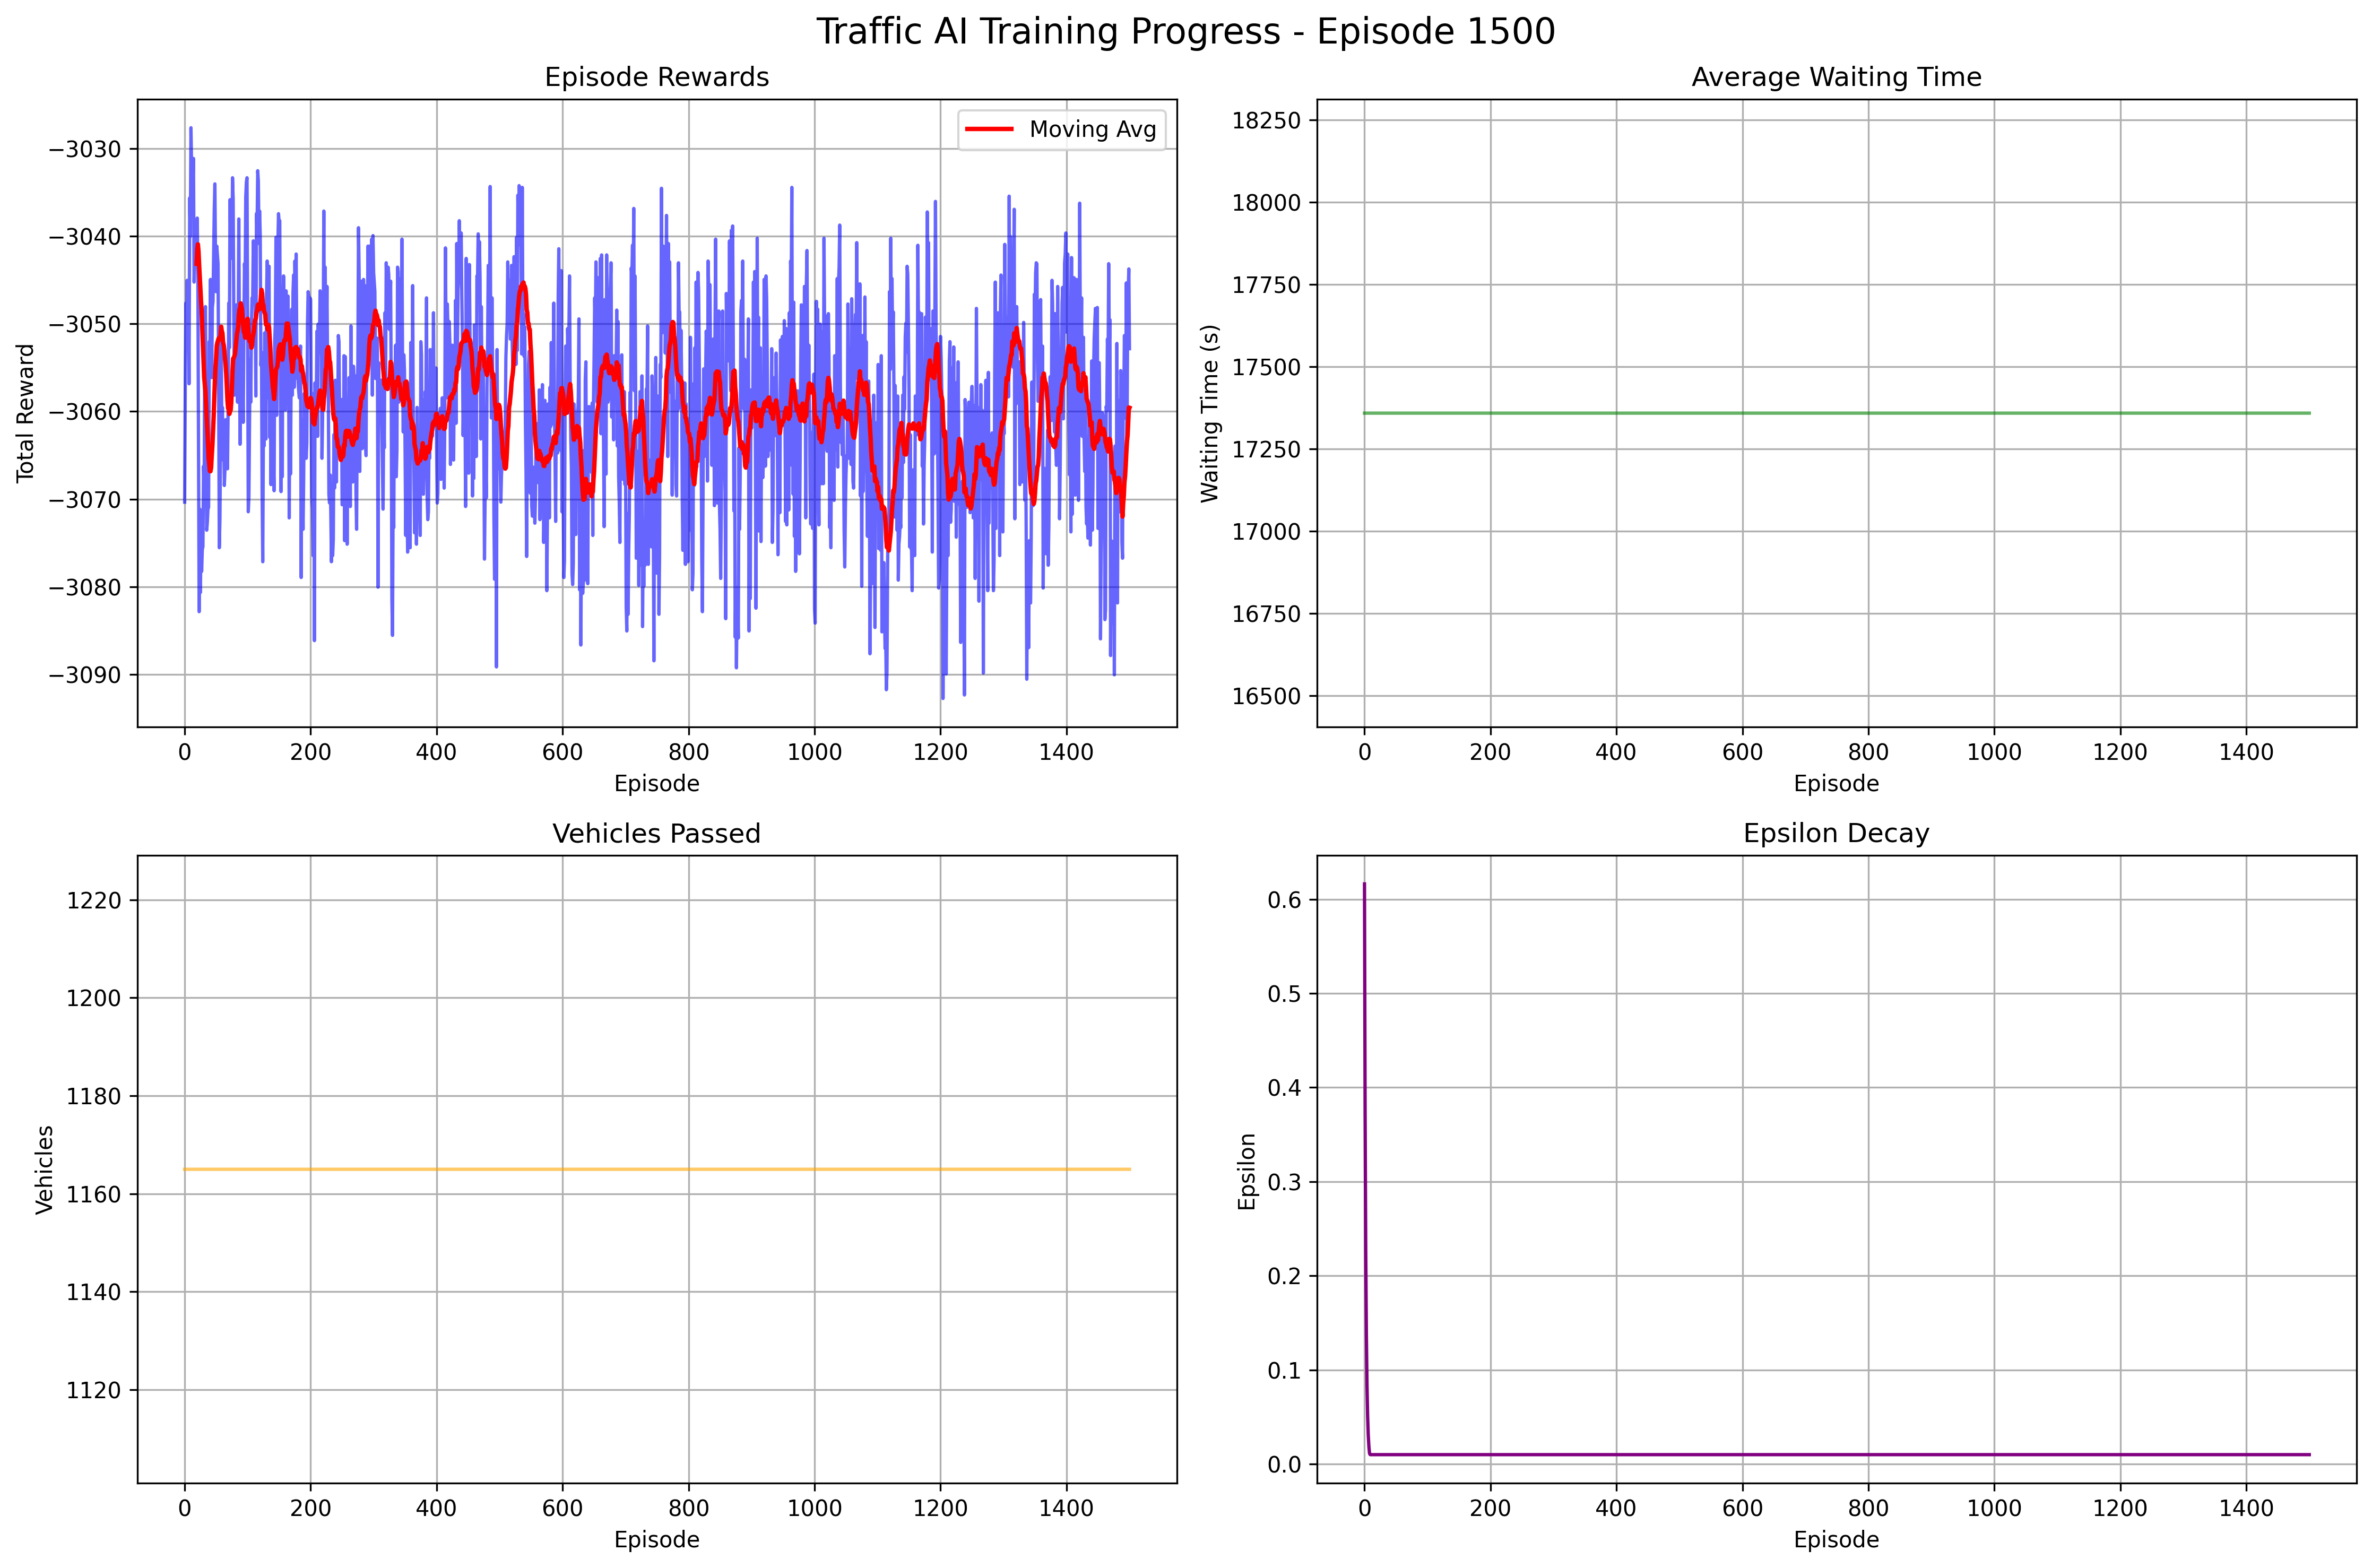 Traffic AI Training Progress - Episode 1500
Episode Rewards
Moving Avg
Total Reward
−3030
−3040
−3050
−3060
−3070
−3080
−3090
0 200 400 600 800 1000 1200 1400
Episode
Average Waiting Time
Waiting Time (s)
18250
18000
17750
17500
17250
17000
16750
16500
0 200 400 600 800 1000 1200 1400
Episode
Vehicles Passed
Vehicles
1220
1200
1180
1160
1140
1120
0 200 400 600 800 1000 1200 1400
Episode
Epsilon Decay
Epsilon
0.6
0.5
0.4
0.3
0.2
0.1
0.0
0 200 400 600 800 1000 1200 1400
Episode